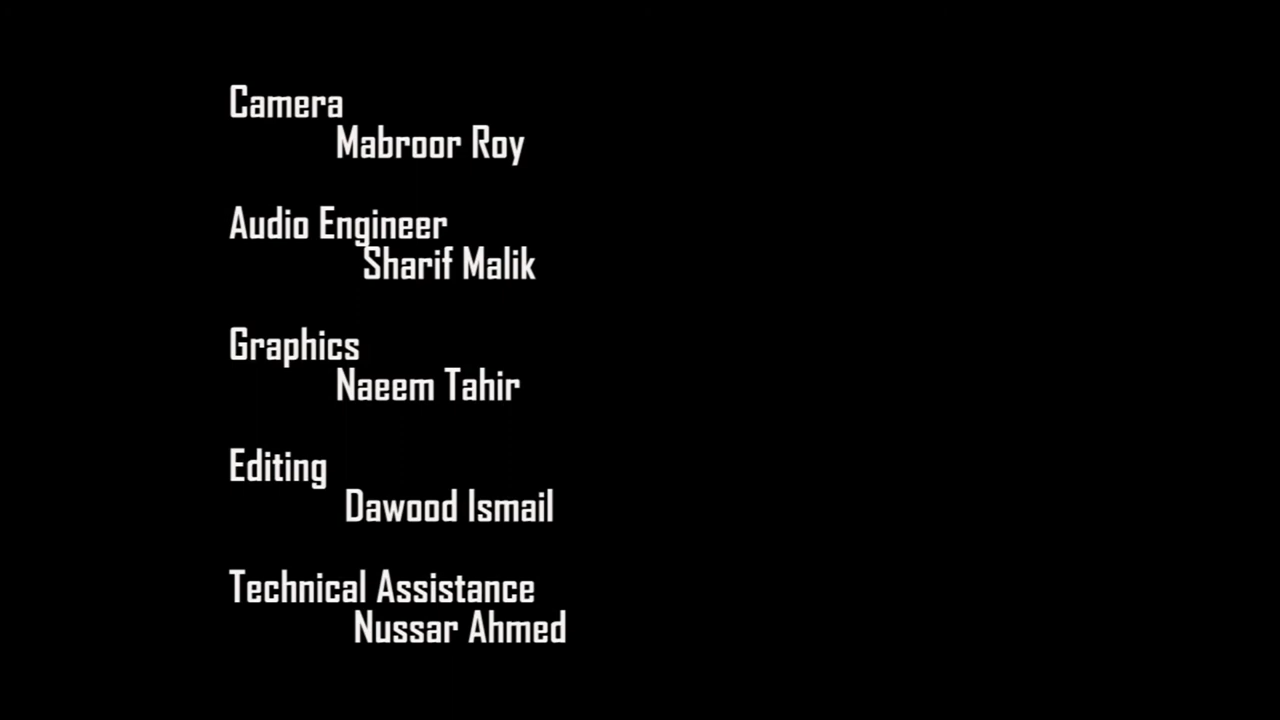 Camera
Mabroor Roy
Audio Engineer
Sharif Malik
Graphics
Naeem Tahir
Editing
Dawood Ismail
Technical Assistance
Nussar Ahmed